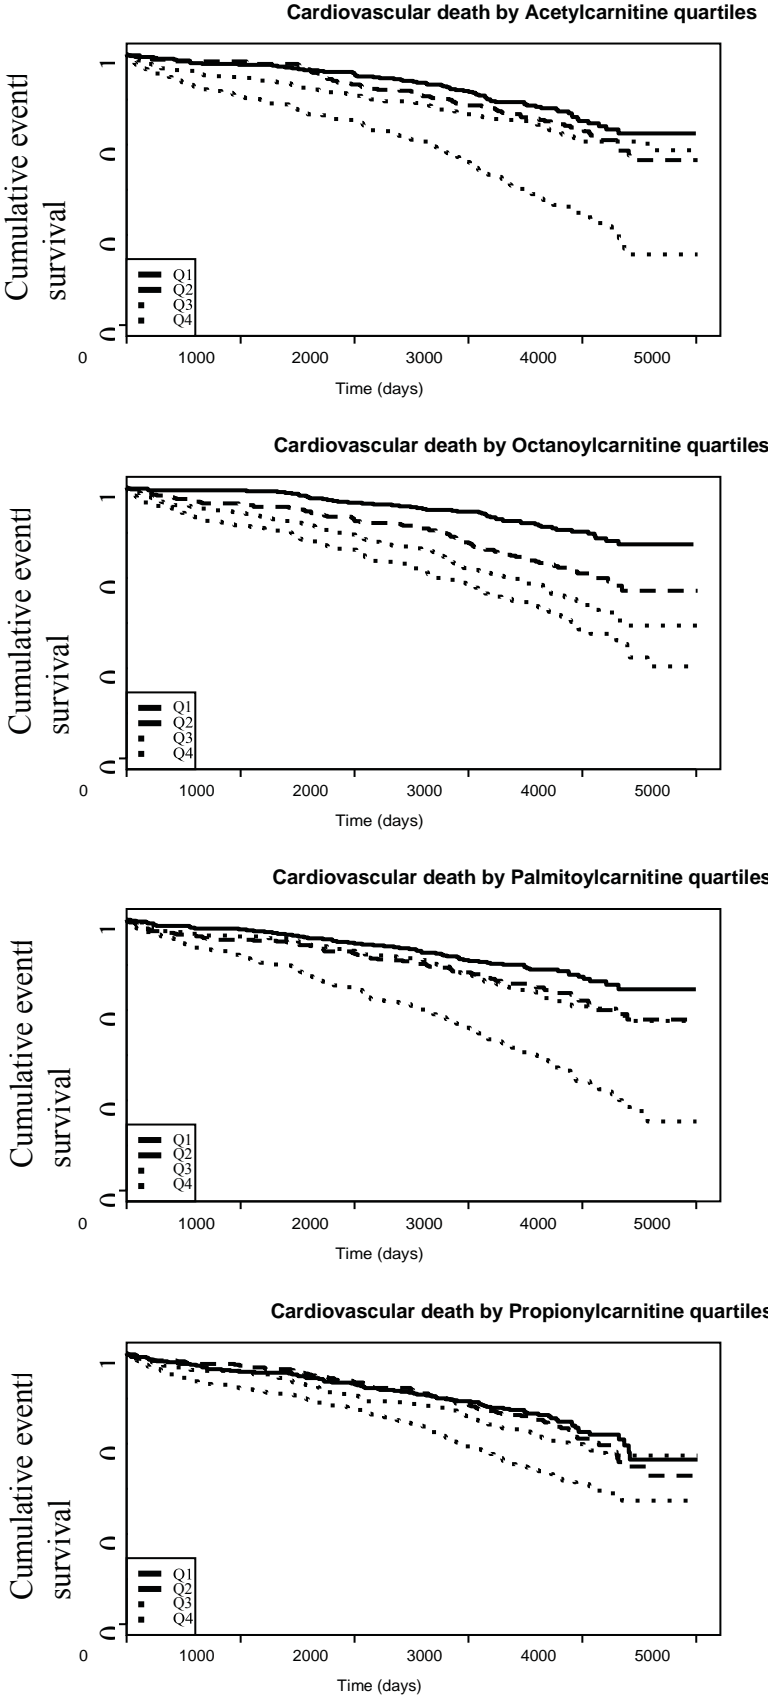 Cardiovascular death by Acetylcarnitine quartiles
Cumulative event
survival
1
Q1
Q2
Q3
Q4
0 1000 2000 3000 4000 5000
Time (days)
Cardiovascular death by Octanoylcarnitine quartiles
Cumulative event
survival
1
Q1
Q2
Q3
Q4
0 1000 2000 3000 4000 5000
Time (days)
Cardiovascular death by Palmitoylcarnitine quartiles
Cumulative event
survival
1
Q1
Q2
Q3
Q4
0 1000 2000 3000 4000 5000
Time (days)
Cardiovascular death by Propionylcarnitine quartiles
Cumulative event
survival
1
Q1
Q2
Q3
Q4
0 1000 2000 3000 4000 5000
Time (days)